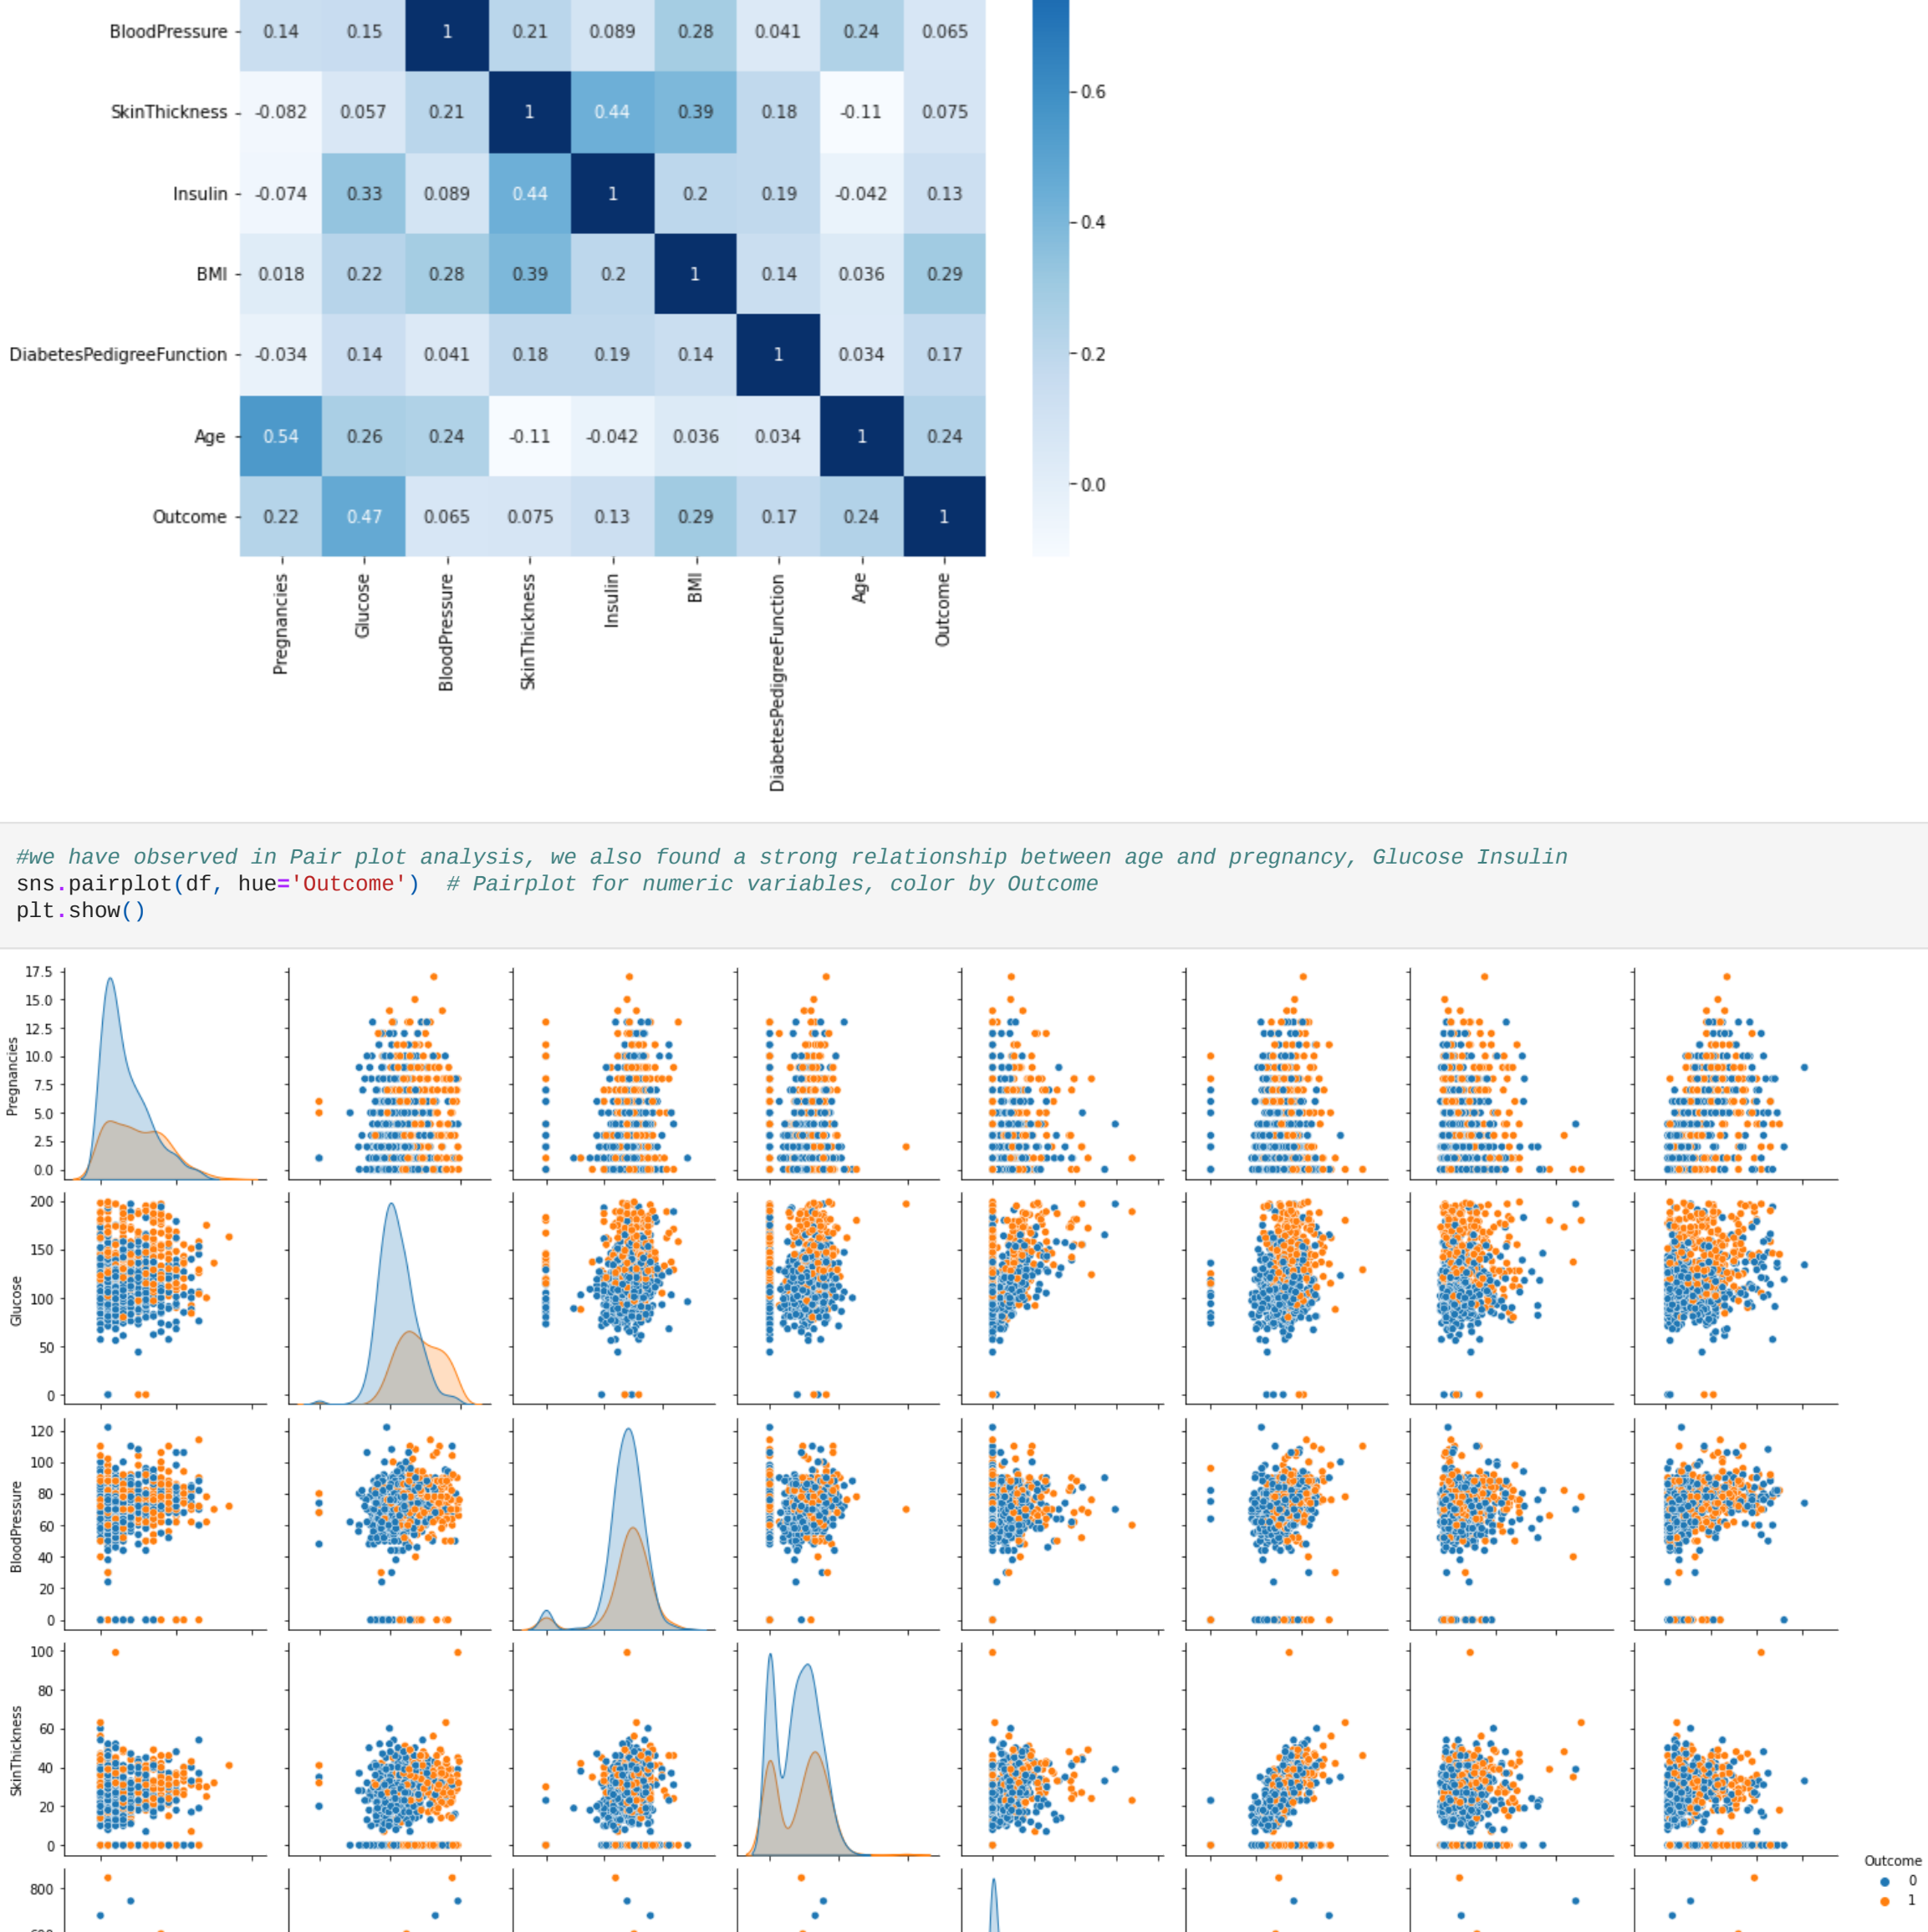 BloodPressure 0.14 0.15 1 0.21 0.089 0.28 0.041 0.24 0.065
0.6
SkinThickness -0.082 0.057 0.21 1 0.44 0.39 0.18 -0.11 0.075
Insulin -0.074 0.33 0.089 0.44 1 0.2 0.19 -0.042 0.13
0.4
BMI 0.018 0.22 0.28 0.39 0.2 1 0.14 0.036 0.29
DiabetesPedigreeFunction -0.034 0.14 0.041 0.18 0.19 0.14 1 0.034 0.17
0.2
Age 0.54 0.26 0.24 -0.11 -0.042 0.036 0.034 1 0.24
0.0
Outcome 0.22 0.47 0.065 0.075 0.13 0.29 0.17 0.24 1
Pregnancies Glucose BloodPressure SkinThickness Insulin BMI DiabetesPedigreeFunction Age Outcome
#we have observed in Pair plot analysis, we also found a strong relationship between age and pregnancy, Glucose Insulin
sns.pairplot(df, hue='Outcome')  # Pairplot for numeric variables, color by Outcome
plt.show()
17.5
15.0
12.5
10.0
7.5
5.0
2.5
0.0
Pregnancies
200
150
100
50
0
Glucose
120
100
80
60
40
20
0
BloodPressure
100
80
60
40
20
0
SkinThickness
800
Outcome
0
1